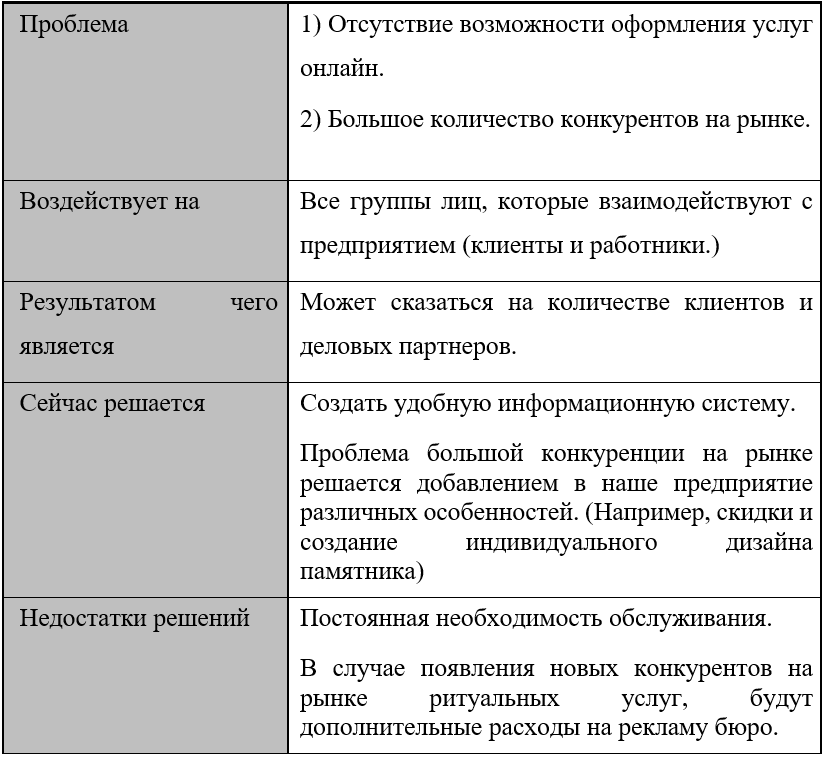 Проблема
1) Отсутствие возможности оформления услуг
онлайн.
2) Большое количество конкурентов на рынке.
Воздействует на
Все группы лиц, которые взаимодействуют с
предприятием (клиенты и работники.)
Результатом чего
является
Может сказаться на количестве клиентов и
деловых партнеров.
Сейчас решается
Создать удобную информационную систему.
Проблема большой конкуренции на рынке
решается добавлением в наше предприятие
различных особенностей. (Например, скидки и
создание индивидуального дизайна
памятника)
Недостатки решений
Постоянная необходимость обслуживания.
В случае появления новых конкурентов на
рынке ритуальных услуг, будут
дополнительные расходы на рекламу бюро.